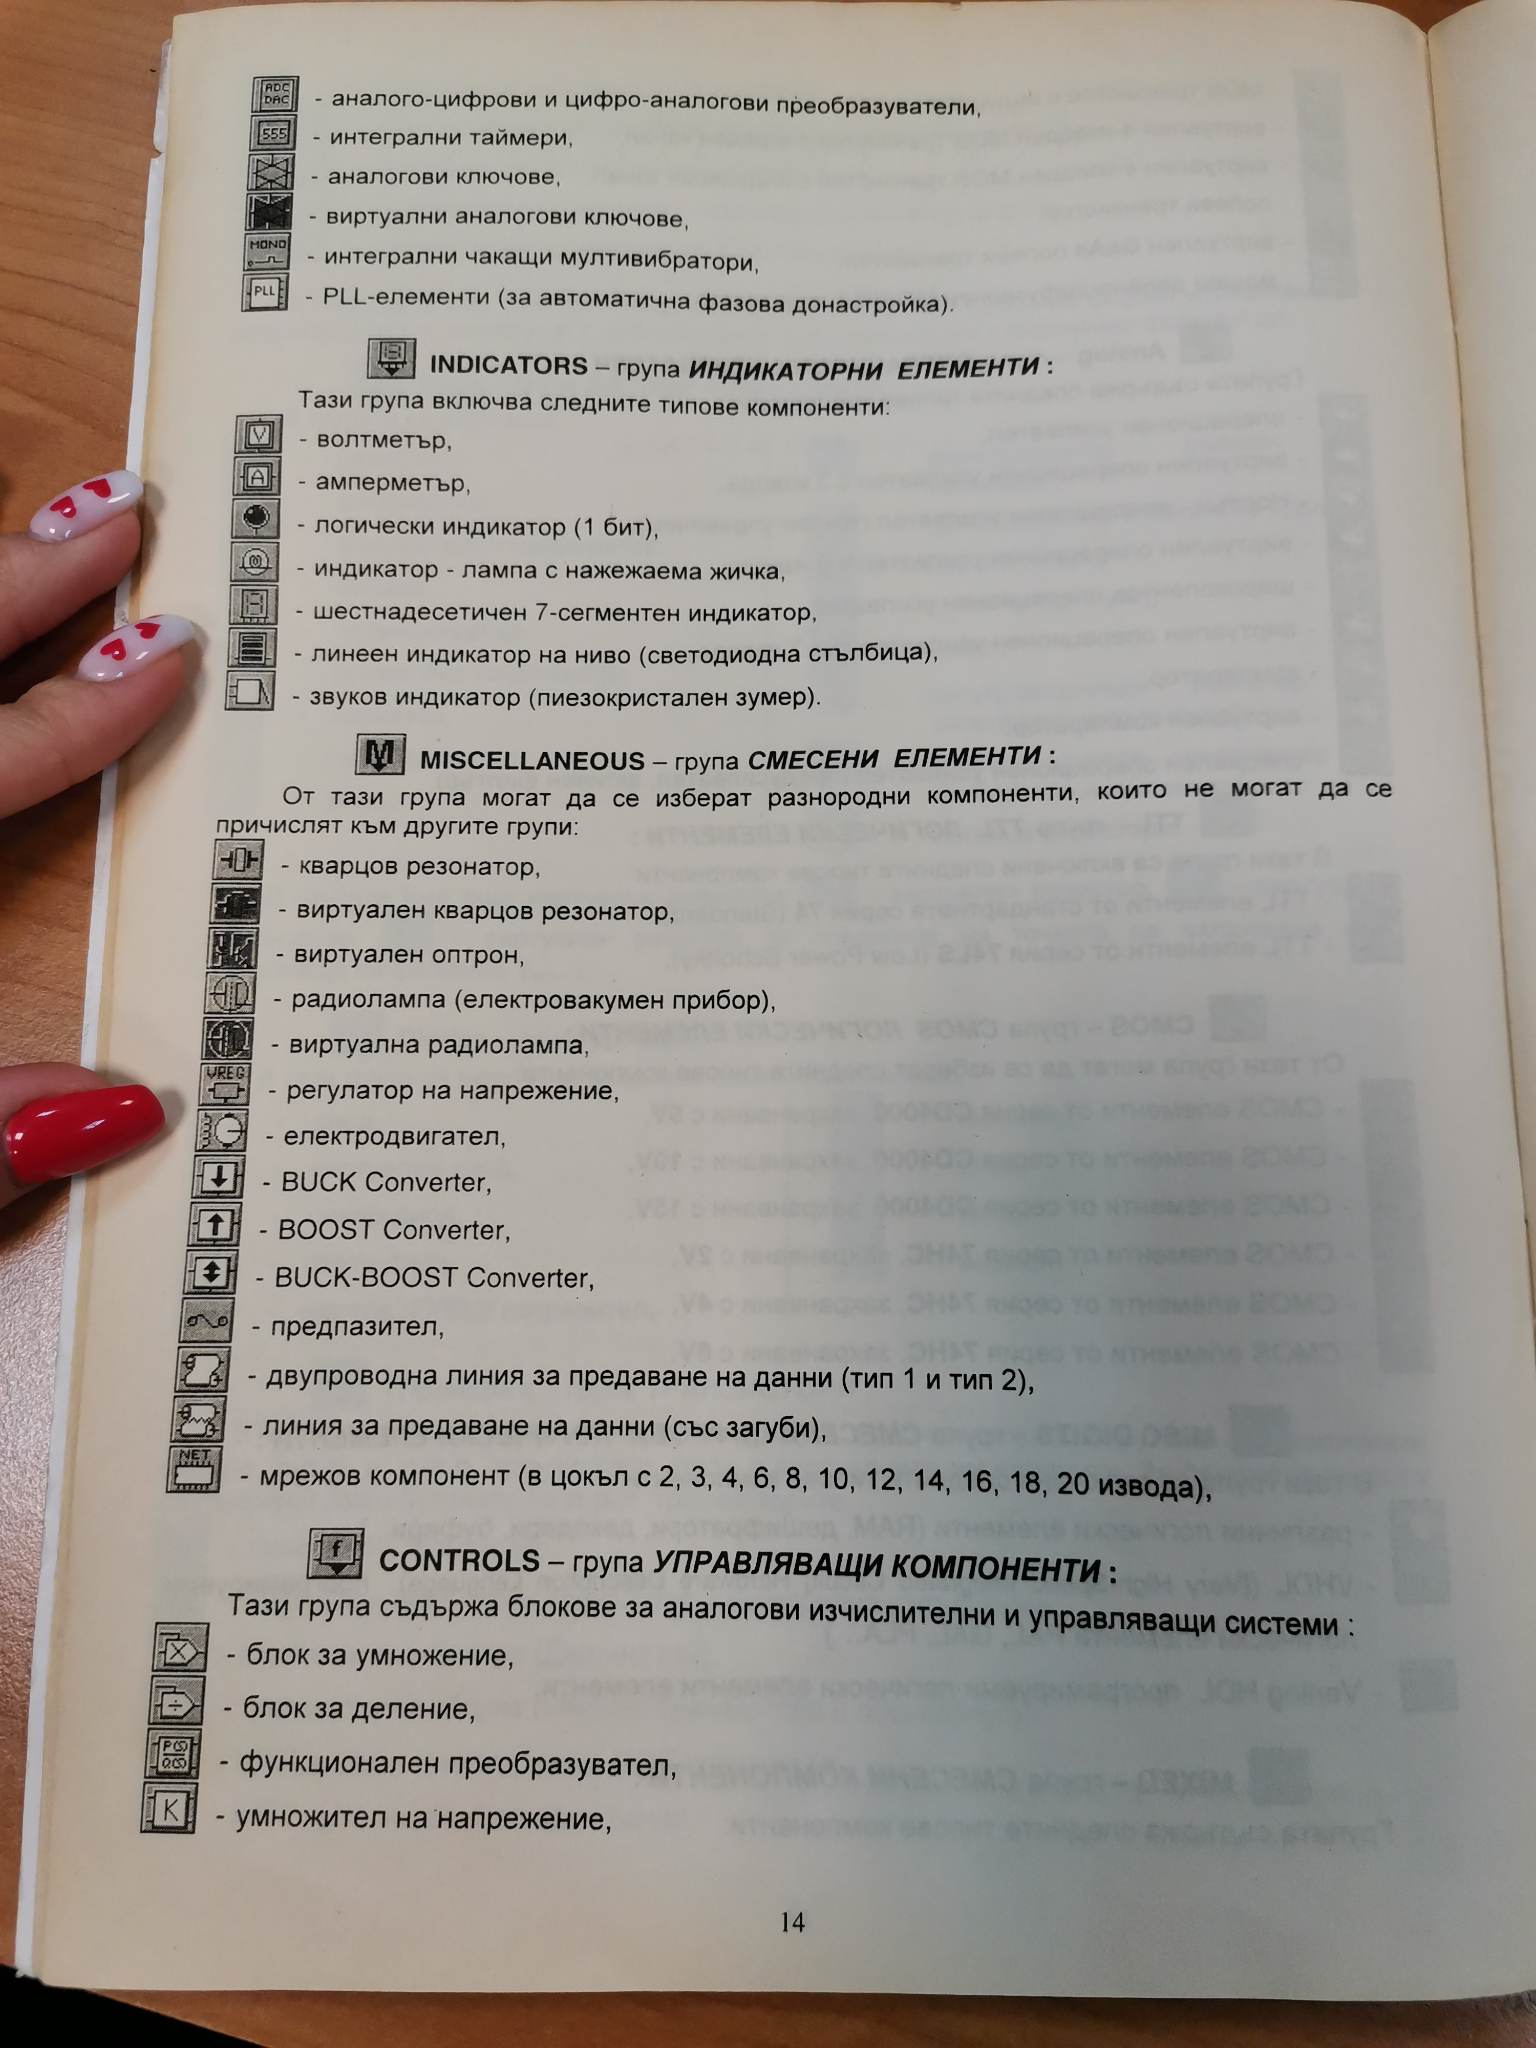 ADC
DAC - аналого-цифрови и цифро-аналогови преобразуватели,
555 - интегрални таймери,
- аналогови ключове,
- виртуални аналогови ключове,
MONO - интегрални чакащи мултивибратори,
PLL - PLL-елементи (за автоматична фазова донастройка).
INDICATORS – група ИНДИКАТОРНИ ЕЛЕМЕНТИ :
Тази група включва следните типове компоненти:
V - волтметър,
A - амперметър,
- логически индикатор (1 бит),
- индикатор - лампа с нажежаема жичка,
- шестнадесетичен 7-сегментен индикатор,
- линеен индикатор на ниво (светодиодна стълбица),
- звуков индикатор (пиезокристален зумер).
M MISCELLANEOUS – група СМЕСЕНИ ЕЛЕМЕНТИ :
От тази група могат да се изберат разнородни компоненти, които не могат да се
причислят към другите групи:
- кварцов резонатор,
- виртуален кварцов резонатор,
- виртуален оптрон,
- радиолампа (електровакумен прибор),
- виртуална радиолампа,
VREG - регулатор на напрежение,
- електродвигател,
- BUCK Converter,
- BOOST Converter,
- BUCK-BOOST Converter,
- предпазител,
- двупроводна линия за предаване на данни (тип 1 и тип 2),
- линия за предаване на данни (със загуби),
NET - мрежов компонент (в цокъл с 2, 3, 4, 6, 8, 10, 12, 14, 16, 18, 20 извода),
f CONTROLS – група УПРАВЛЯВАЩИ КОМПОНЕНТИ :
Тази група съдържа блокове за аналогови изчислителни и управляващи системи :
X - блок за умножение,
÷ - блок за деление,
P(S)
Q(S) - функционален преобразувател,
K - умножител на напрежение,
14